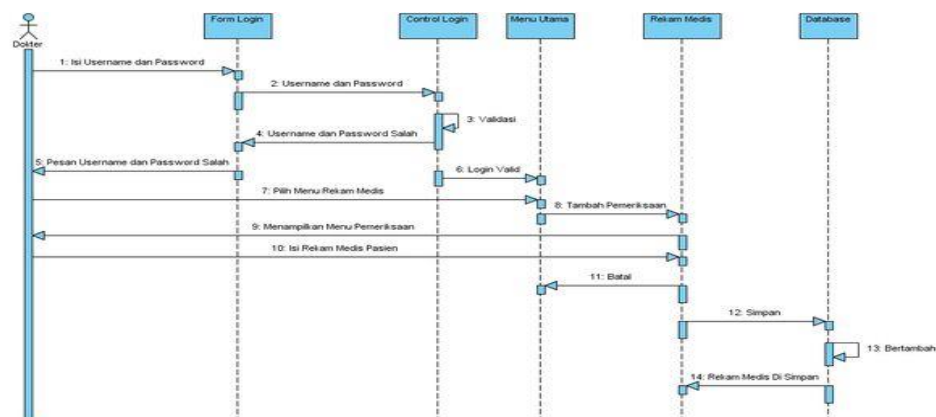 Form Login
Control Login
Menu Utama
Rekam Medis
Database
Dokter
1: Isi Username dan Password
2: Username dan Password
3: Validasi
4: Username dan Password Salah
5: Pesan Username dan Password Salah
6: Login Valid
7: Pilih Menu Rekam Medis
8: Tambah Pemeriksaan
9: Menampilkan Menu Pemeriksaan
10: Isi Rekam Medis Pasien
11: Batal
12: Simpan
13: Bertambah
14: Rekam Medis Di Simpan